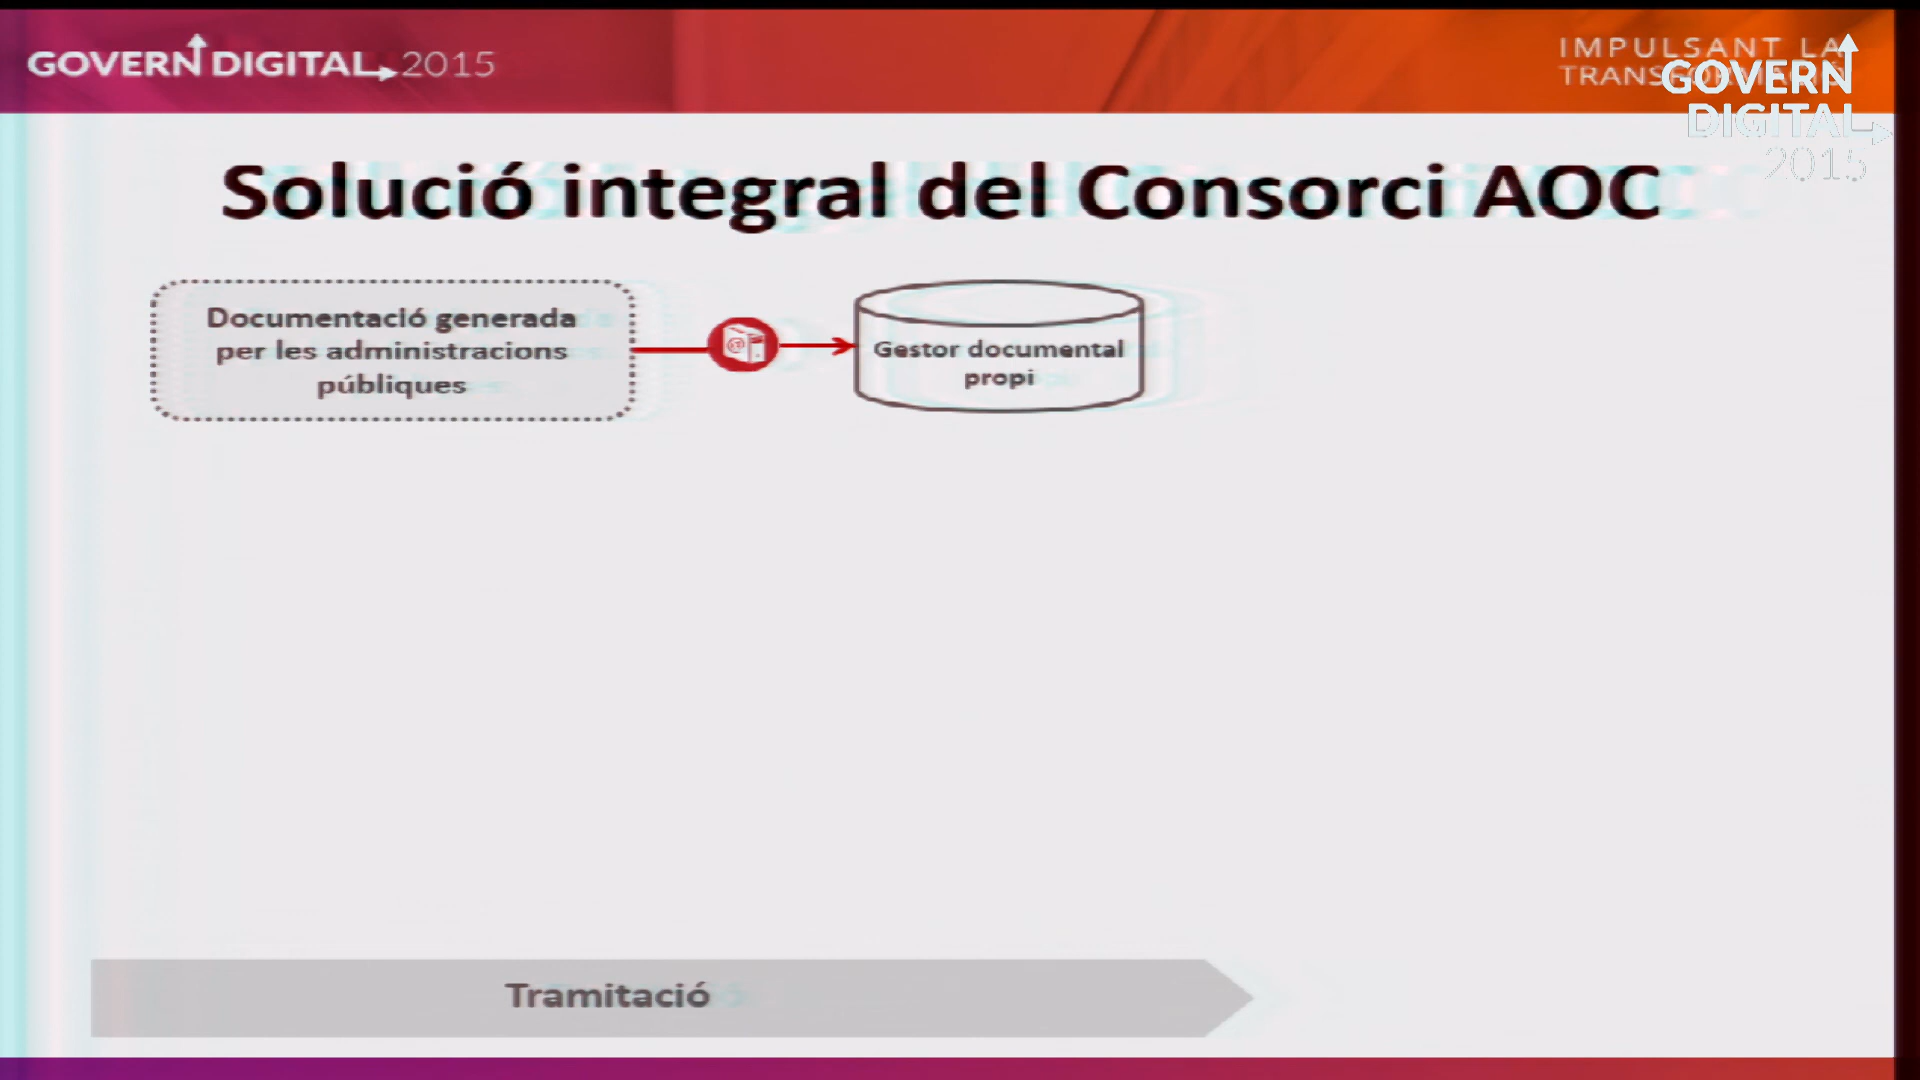 GOVERN DIGITAL 2015
IMPULSANT LA
GOVERN
DIGITAL
2015
Solució integral del Consorci AOC
Documentació generada
per les administracions
públiques
Gestor documental
propi
Tramitació